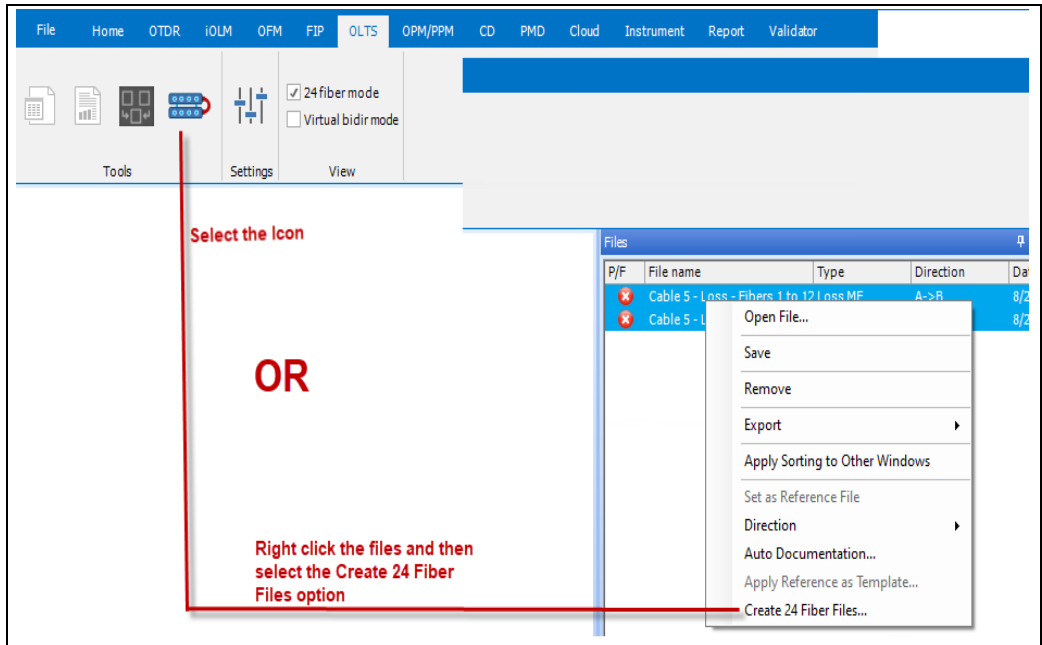 File Home OTDR iOLM OFM FIP OLTS OPM/PPM CD PMD Cloud Instrument Report Validator
24 fiber mode
Virtual bidir mode
Tools Settings View
Select the Icon
Files
P/F File name Type Direction Da
Cable 5 - Loss - Fibers 1 to 12 Loss MF A->B 8/2
Cable 5 - L 8/2
Open File...
Save
Remove
Export
Apply Sorting to Other Windows
Set as Reference File
Direction
Auto Documentation...
Apply Reference as Template...
Create 24 Fiber Files...
OR
Right click the files and then
select the Create 24 Fiber
Files option